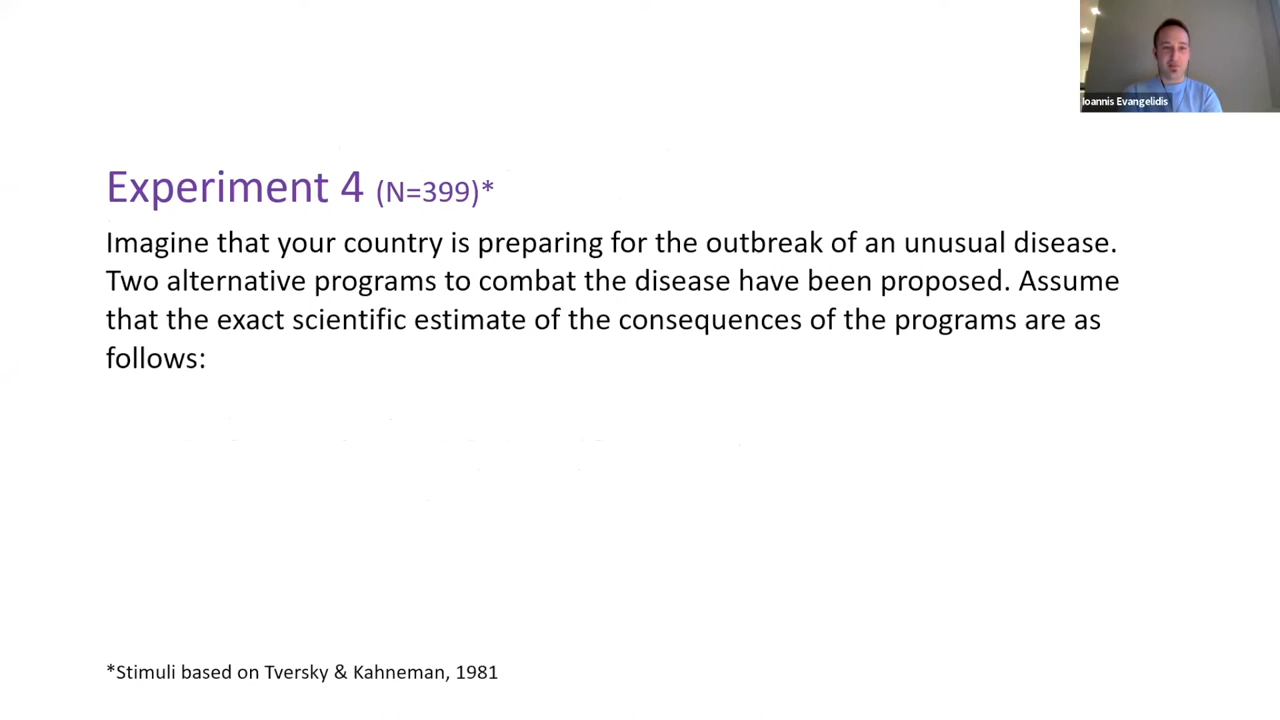 Ioannis Evangelidis
Experiment 4 (N=399)*
Imagine that your country is preparing for the outbreak of an unusual disease.
Two alternative programs to combat the disease have been proposed. Assume
that the exact scientific estimate of the consequences of the programs are as
follows:
*Stimuli based on Tversky & Kahneman, 1981